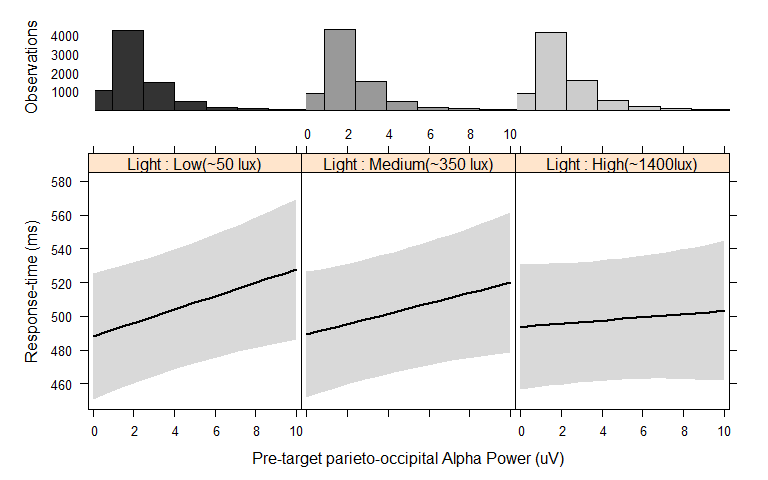 Observations
4000
3000
2000
1000
0 2 4 6 8 10
Light : Low(~50 lux) Light : Medium(~350 lux) Light : High(~1400lux)
Response-time (ms)
580
560
540
520
500
480
460
0 2 4 6 8 10 0 2 4 6 8 10
Pre-target parieto-occipital Alpha Power (uV)